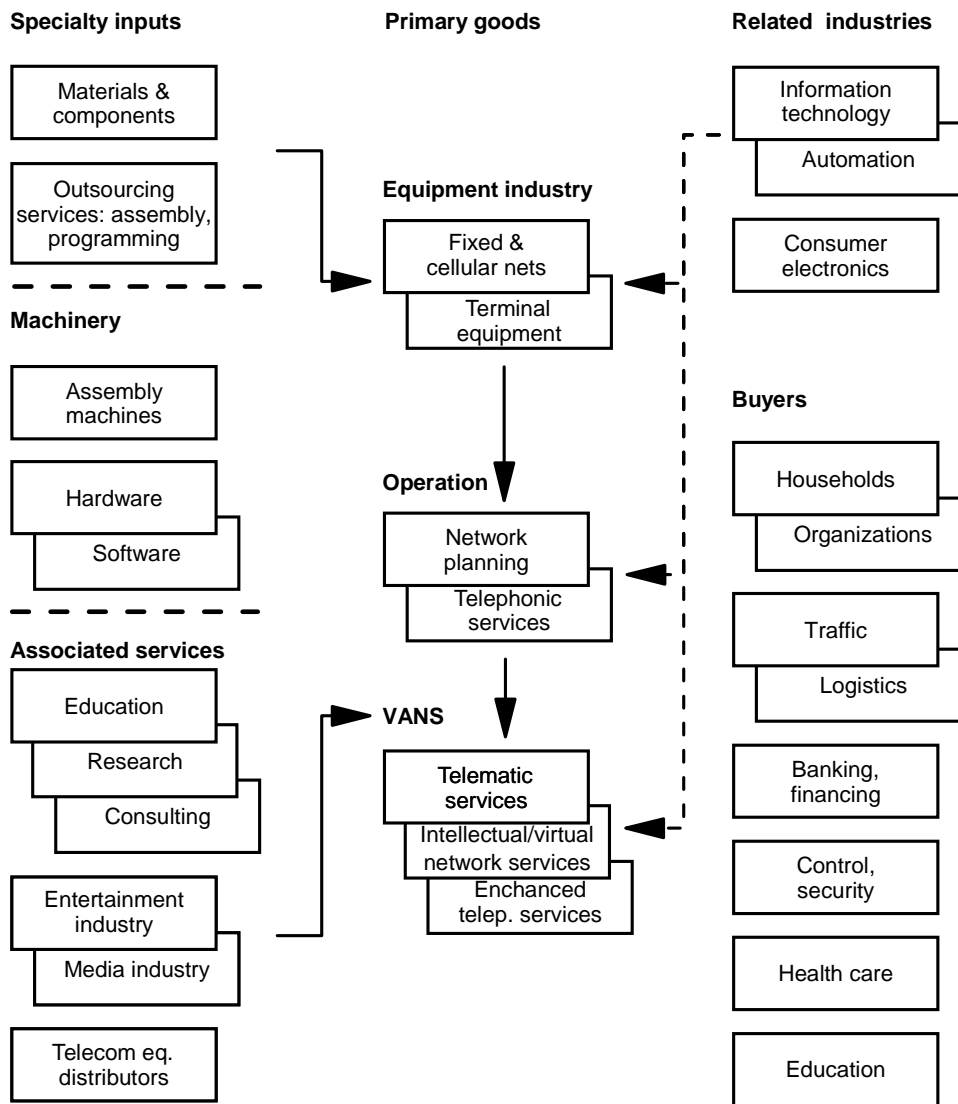 Specialty inputs
Materials &
components
Outsourcing
services: assembly,
programming
Machinery
Assembly
machines
Hardware
Software
Associated services
Education
Research
Consulting
Entertainment
industry
Media industry
Telecom eq.
distributors
Primary goods
Equipment industry
Fixed &
cellular nets
Terminal
equipment
Operation
Network
planning
Telephonic
services
VANS
Telematic
services
Intellectual/virtual
network services
Enchanced
telep. services
Related industries
Information
technology
Automation
Consumer
electronics
Buyers
Households
Organizations
Traffic
Logistics
Banking,
financing
Control,
security
Health care
Education